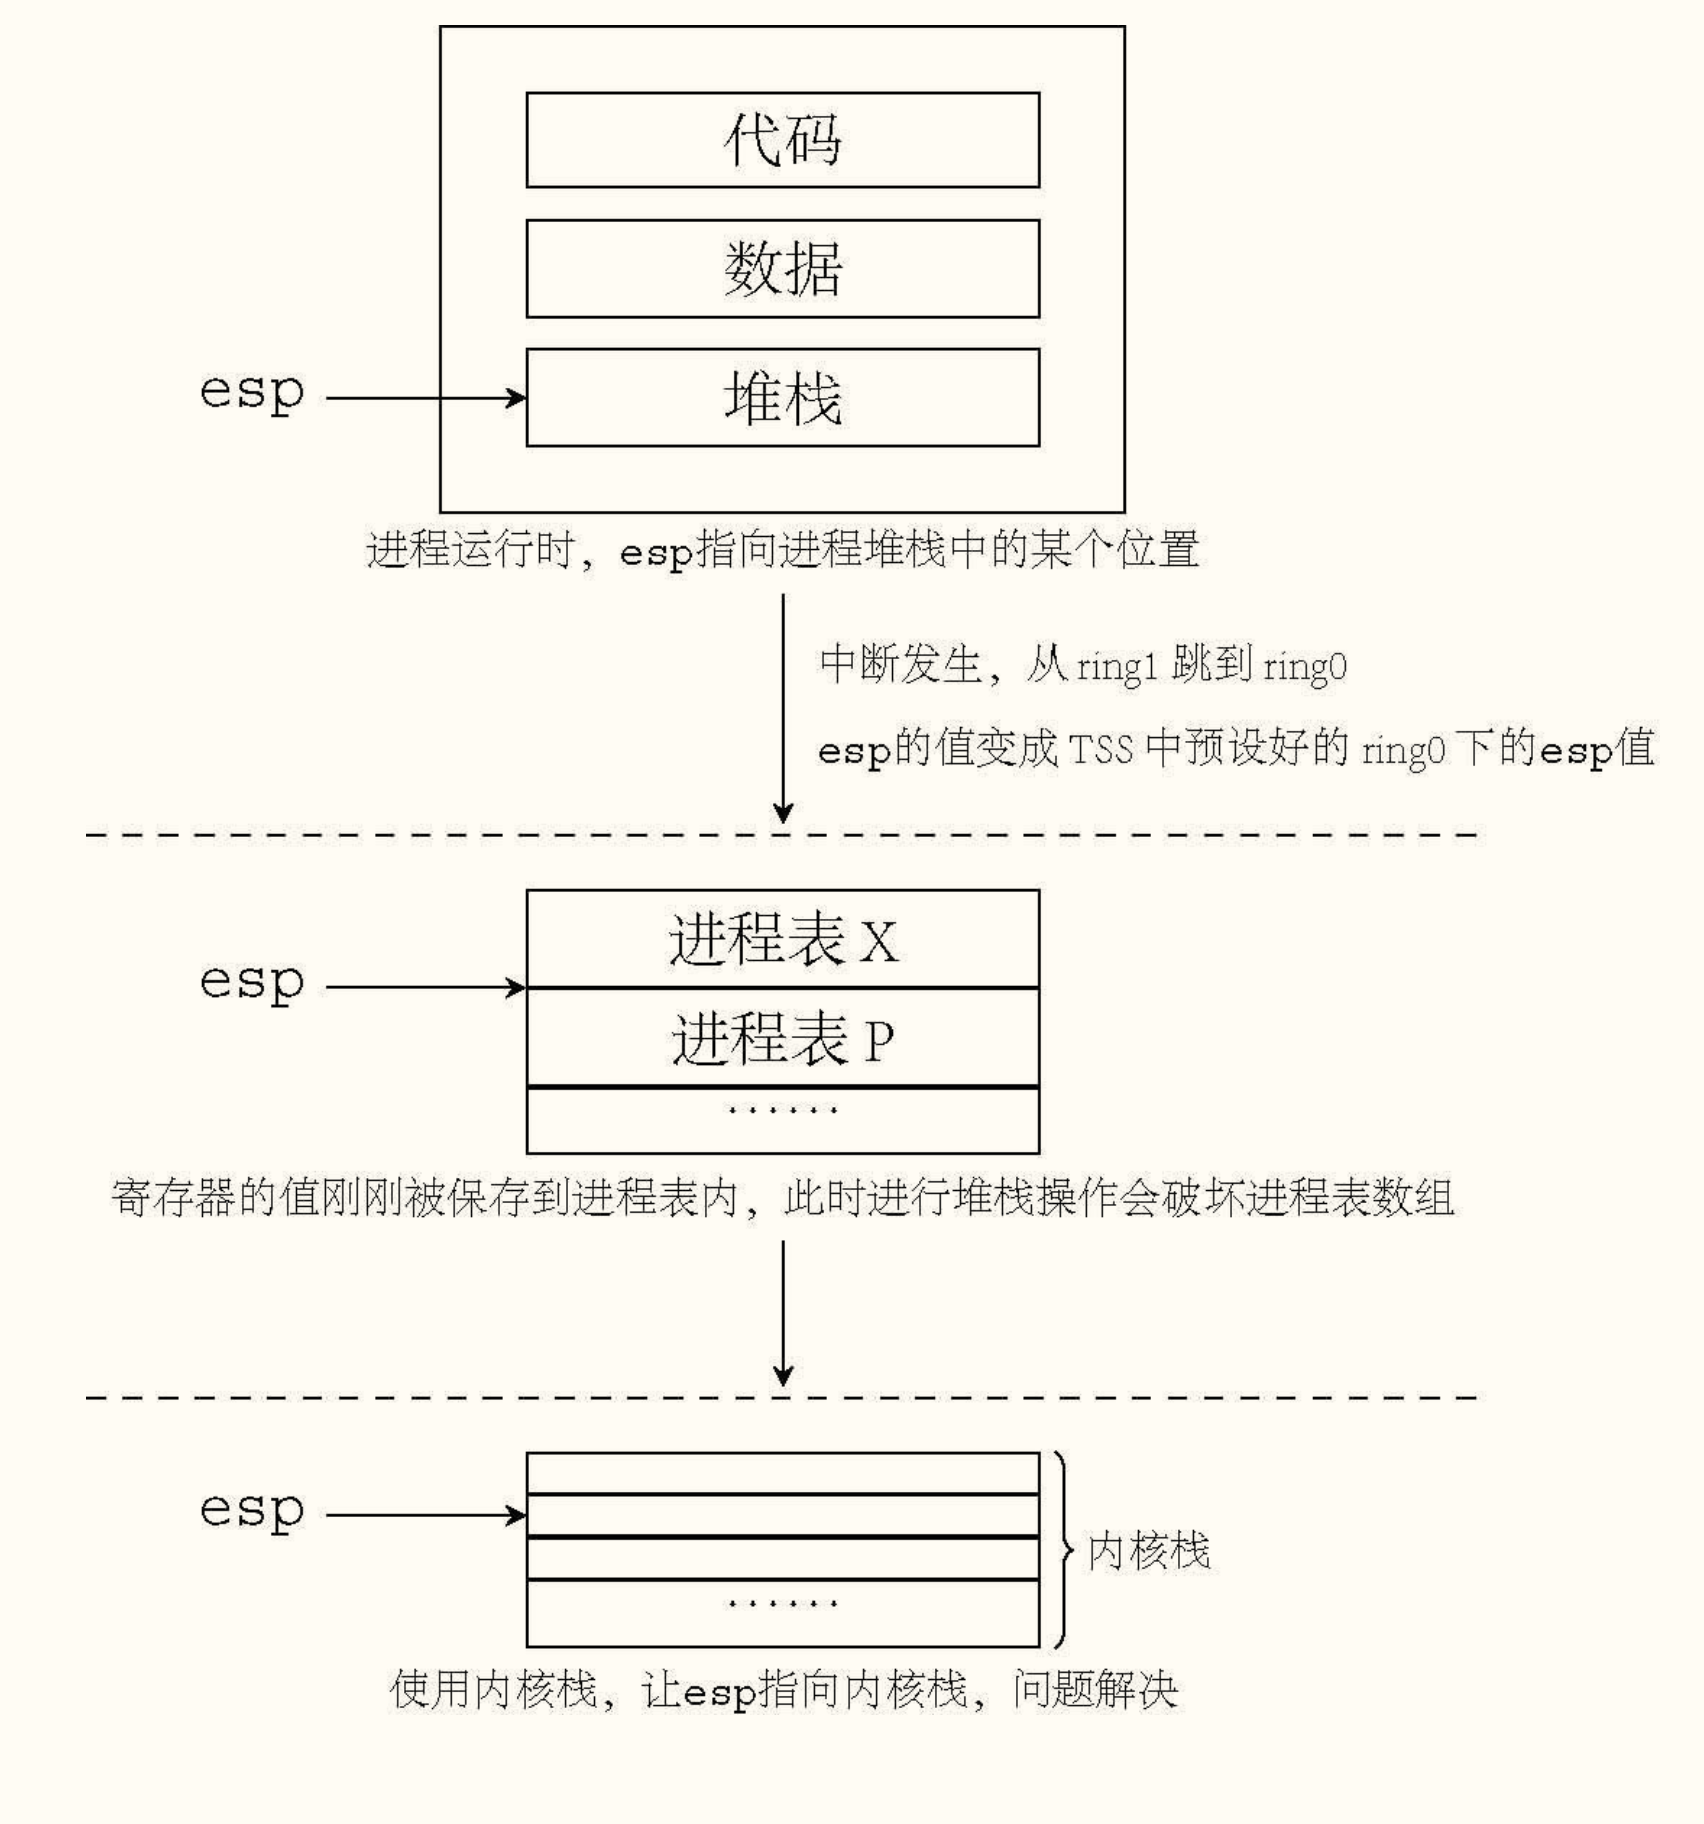 代码
数据
esp
堆栈
进程运行时，esp指向进程堆栈中的某个位置
中断发生，从 ring1 跳到 ring0
esp的值变成 TSS 中预设好的 ring0 下的esp值
进程表 X
esp
进程表 P
······
寄存器的值刚刚被保存到进程表内，此时进行堆栈操作会破坏进程表数组
esp
内核栈
······
使用内核栈，让esp指向内核栈，问题解决